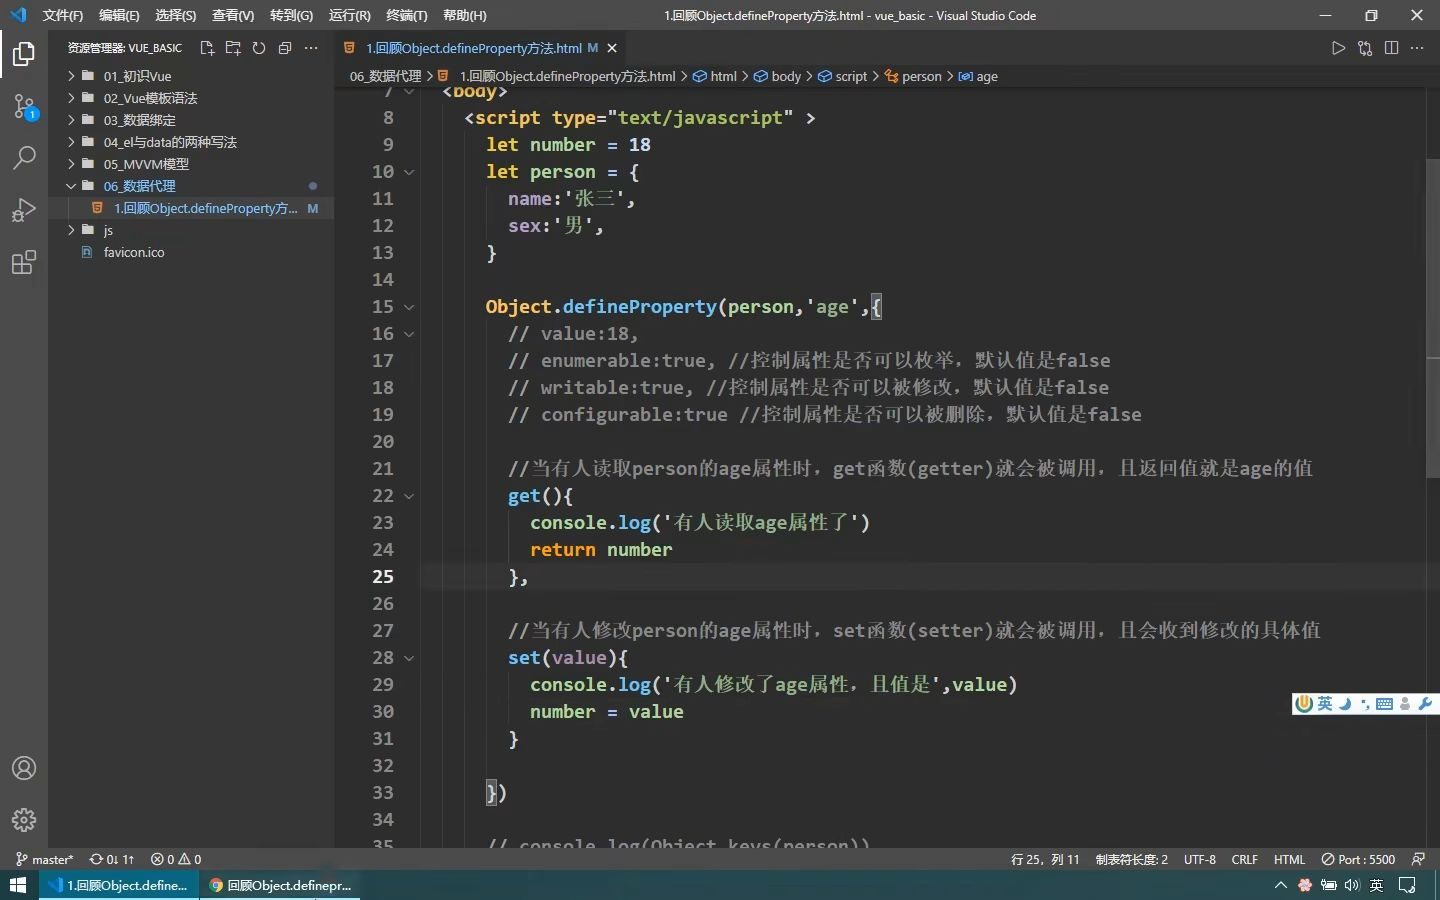 文件(F) 编辑(E) 选择(S) 查看(V) 转到(G) 运行(R) 终端(T) 帮助(H) 1.回顾Object.defineProperty方法.html - vue_basic - Visual Studio Code
资源管理器: VUE_BASIC
1.回顾Object.defineProperty方法.html M
01_初识Vue
02_Vue模板语法
03_数据绑定
04_el与data的两种写法
05_MVVM模型
06_数据代理
1.回顾Object.defineProperty方... M
js
favicon.ico
1
06_数据代理 > 1.回顾Object.defineProperty方法.html > html > body > script > person > age
7 <body>
8 <script type="text/javascript" >
9 let number = 18
10 let person = {
11 name:'张三',
12 sex:'男',
13 }
14
15 Object.defineProperty(person,'age',{
16 // value:18,
17 // enumerable:true, //控制属性是否可以枚举，默认值是false
18 // writable:true, //控制属性是否可以被修改，默认值是false
19 // configurable:true //控制属性是否可以被删除，默认值是false
20
21 //当有人读取person的age属性时，get函数(getter)就会被调用，且返回值就是age的值
22 get(){
23 console.log('有人读取age属性了')
24 return number
25 },
26
27 //当有人修改person的age属性时，set函数(setter)就会被调用，且会收到修改的具体值
28 set(value){
29 console.log('有人修改了age属性，且值是',value)
30 number = value
31 }
32
33 })
34
35 // console.log(Object.keys(person))
英
master* 0↓ 1↑ 0 0 行 25，列 11 制表符长度: 2 UTF-8 CRLF HTML Port : 5500
1.回顾Object.define... 回顾Object.definepr... 英